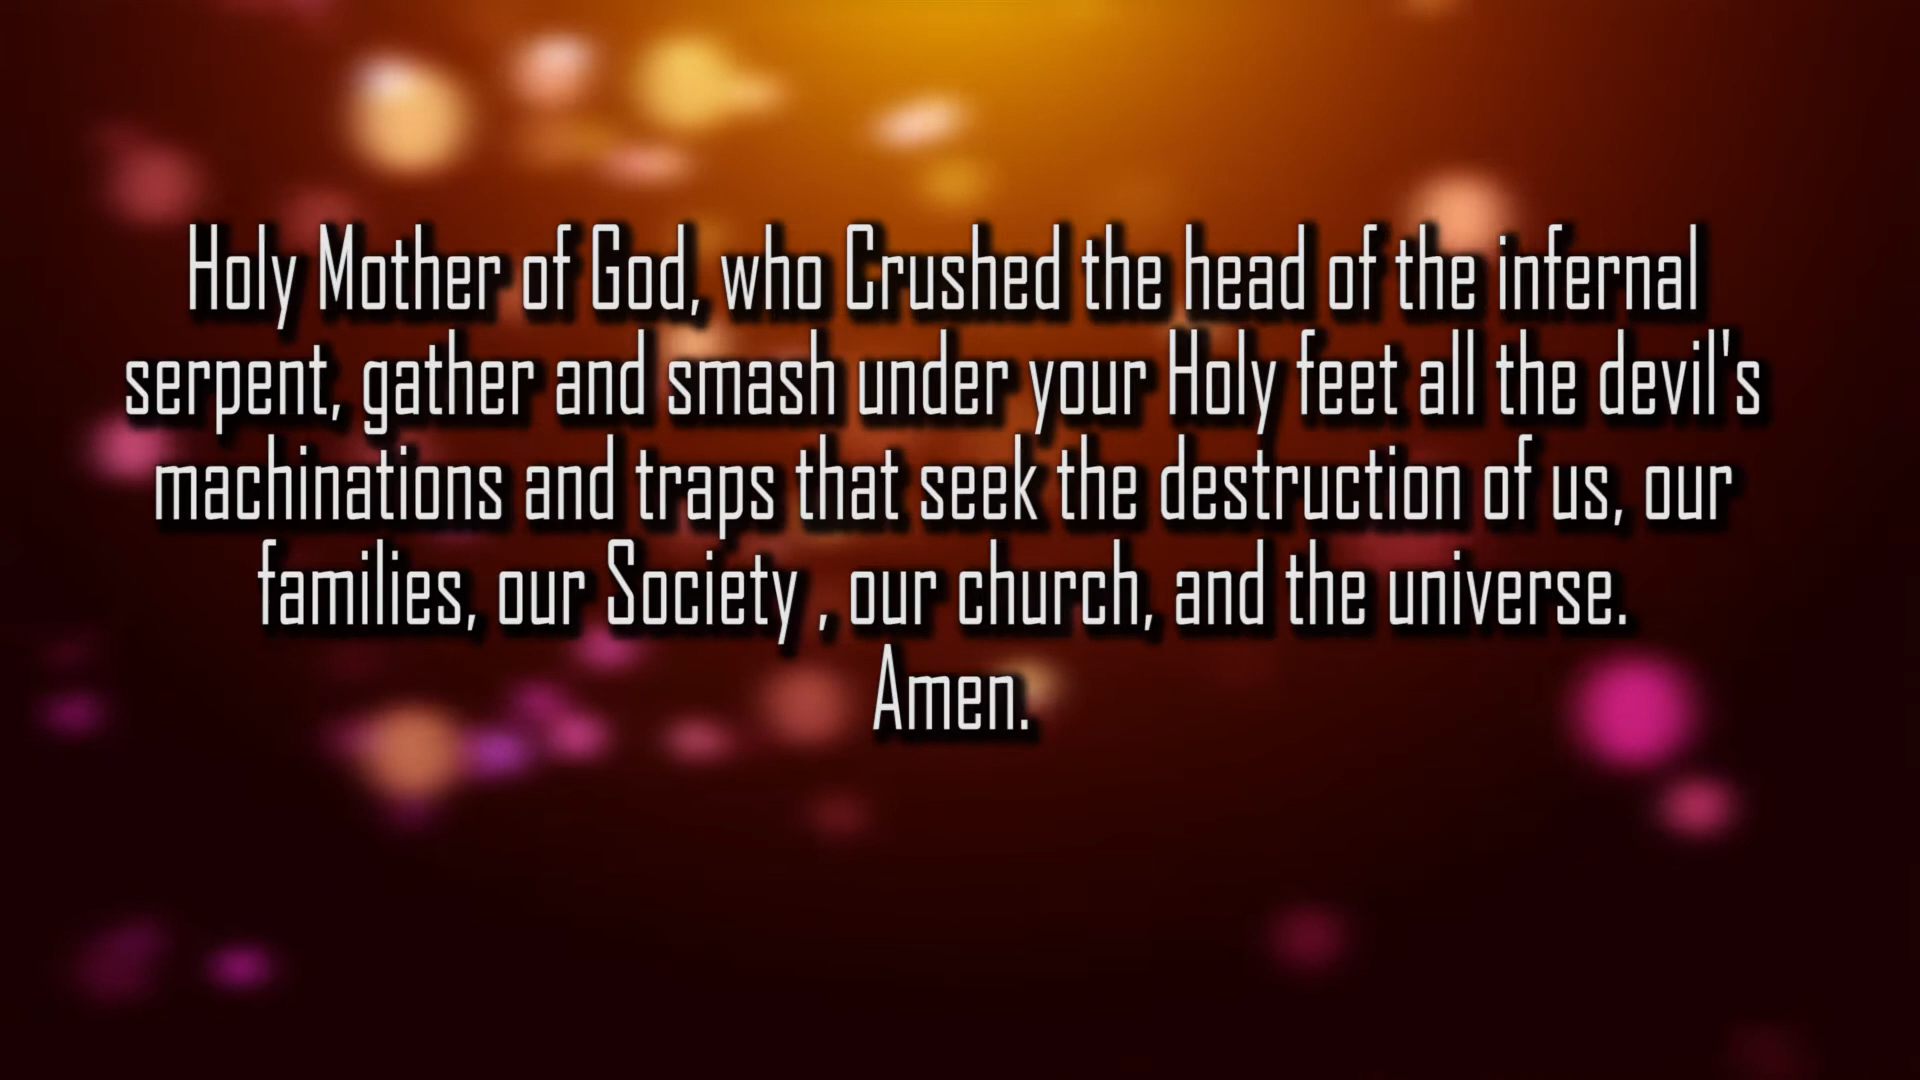 Holy Mother of God, who Crushed the head of the infernal
serpent, gather and smash under your Holy feet all the devil's
machinations and traps that seek the destruction of us, our
families, our Society , our church, and the universe.
Amen.